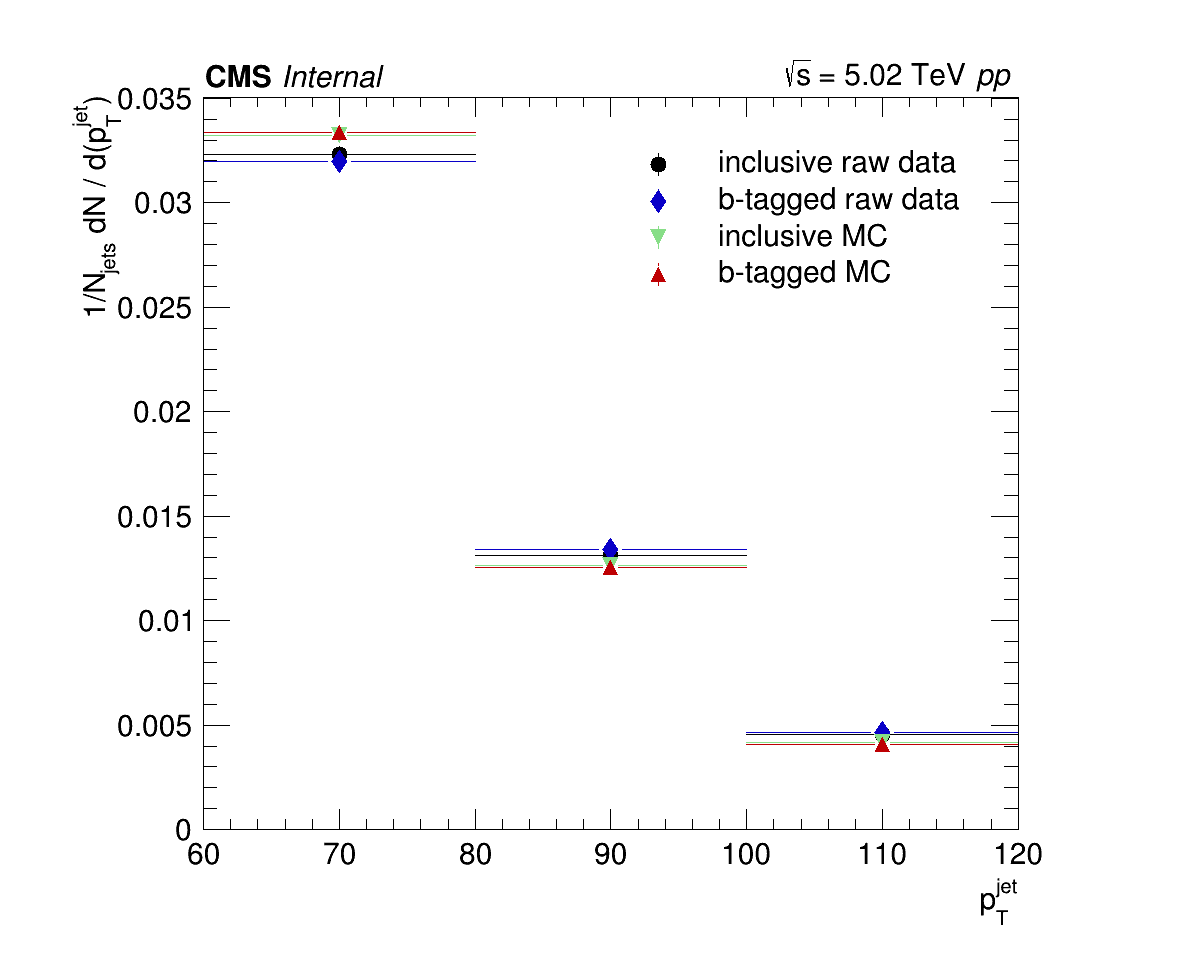 CMS Internal
√s = 5.02 TeV pp
1/N_jets dN / d(p_T^jet)
0.035
0.03
0.025
0.02
0.015
0.01
0.005
0
inclusive raw data
b-tagged raw data
inclusive MC
b-tagged MC
60 70 80 90 100 110 120
p_T^jet